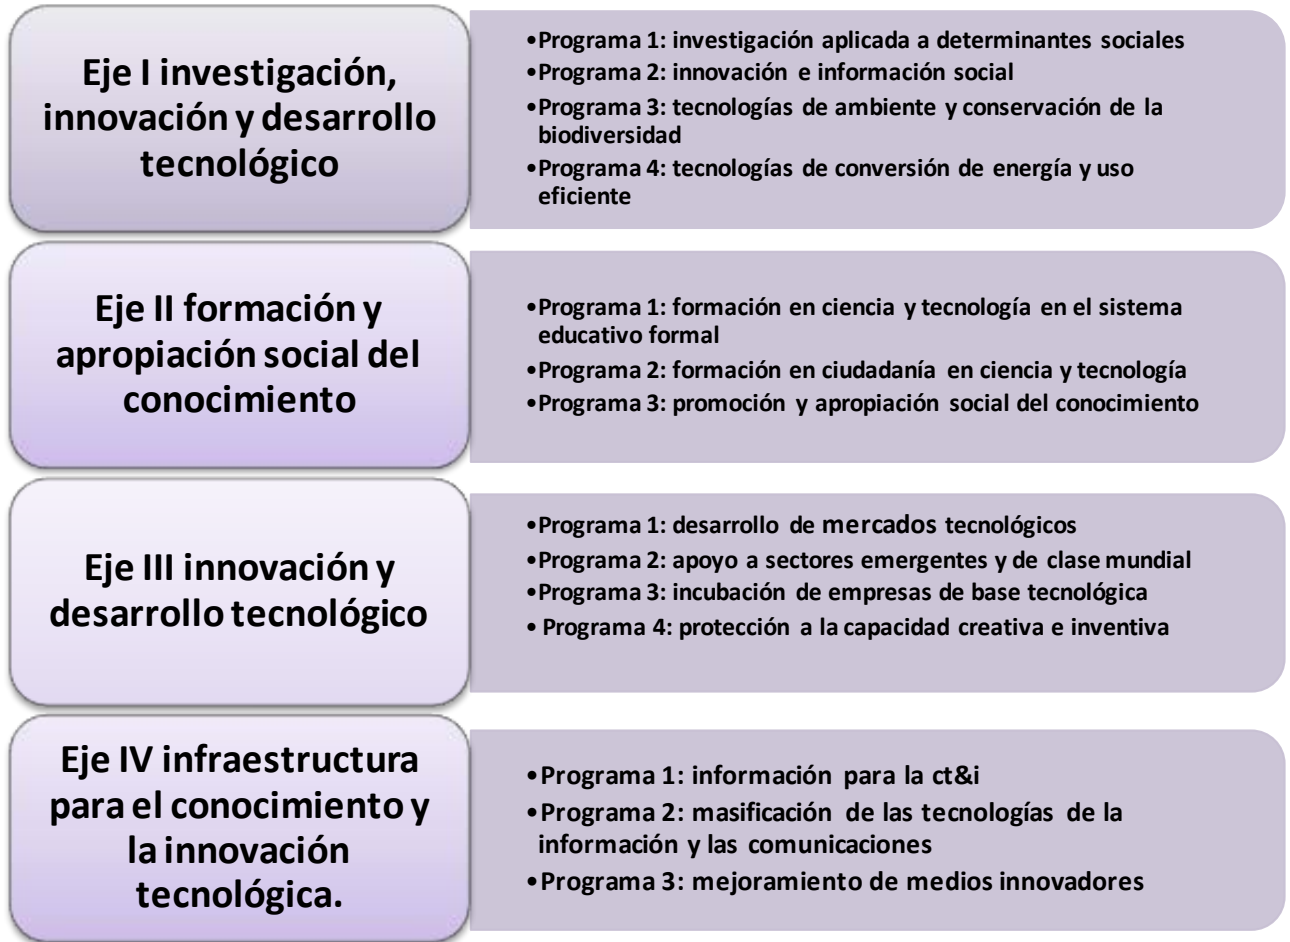 Eje I investigación,
innovación y desarrollo
tecnológico
•Programa 1: investigación aplicada a determinantes sociales
•Programa 2: innovación e información social
•Programa 3: tecnologías de ambiente y conservación de la
biodiversidad
•Programa 4: tecnologías de conversión de energía y uso
eficiente
Eje II formación y
apropiación social del
conocimiento
•Programa 1: formación en ciencia y tecnología en el sistema
educativo formal
•Programa 2: formación en ciudadanía en ciencia y tecnología
•Programa 3: promoción y apropiación social del conocimiento
Eje III innovación y
desarrollo tecnológico
•Programa 1: desarrollo de mercados tecnológicos
•Programa 2: apoyo a sectores emergentes y de clase mundial
•Programa 3: incubación de empresas de base tecnológica
• Programa 4: protección a la capacidad creativa e inventiva
Eje IV infraestructura
para el conocimiento y
la innovación
tecnológica.
•Programa 1: información para la ct&i
•Programa 2: masificación de las tecnologías de la
información y las comunicaciones
•Programa 3: mejoramiento de medios innovadores